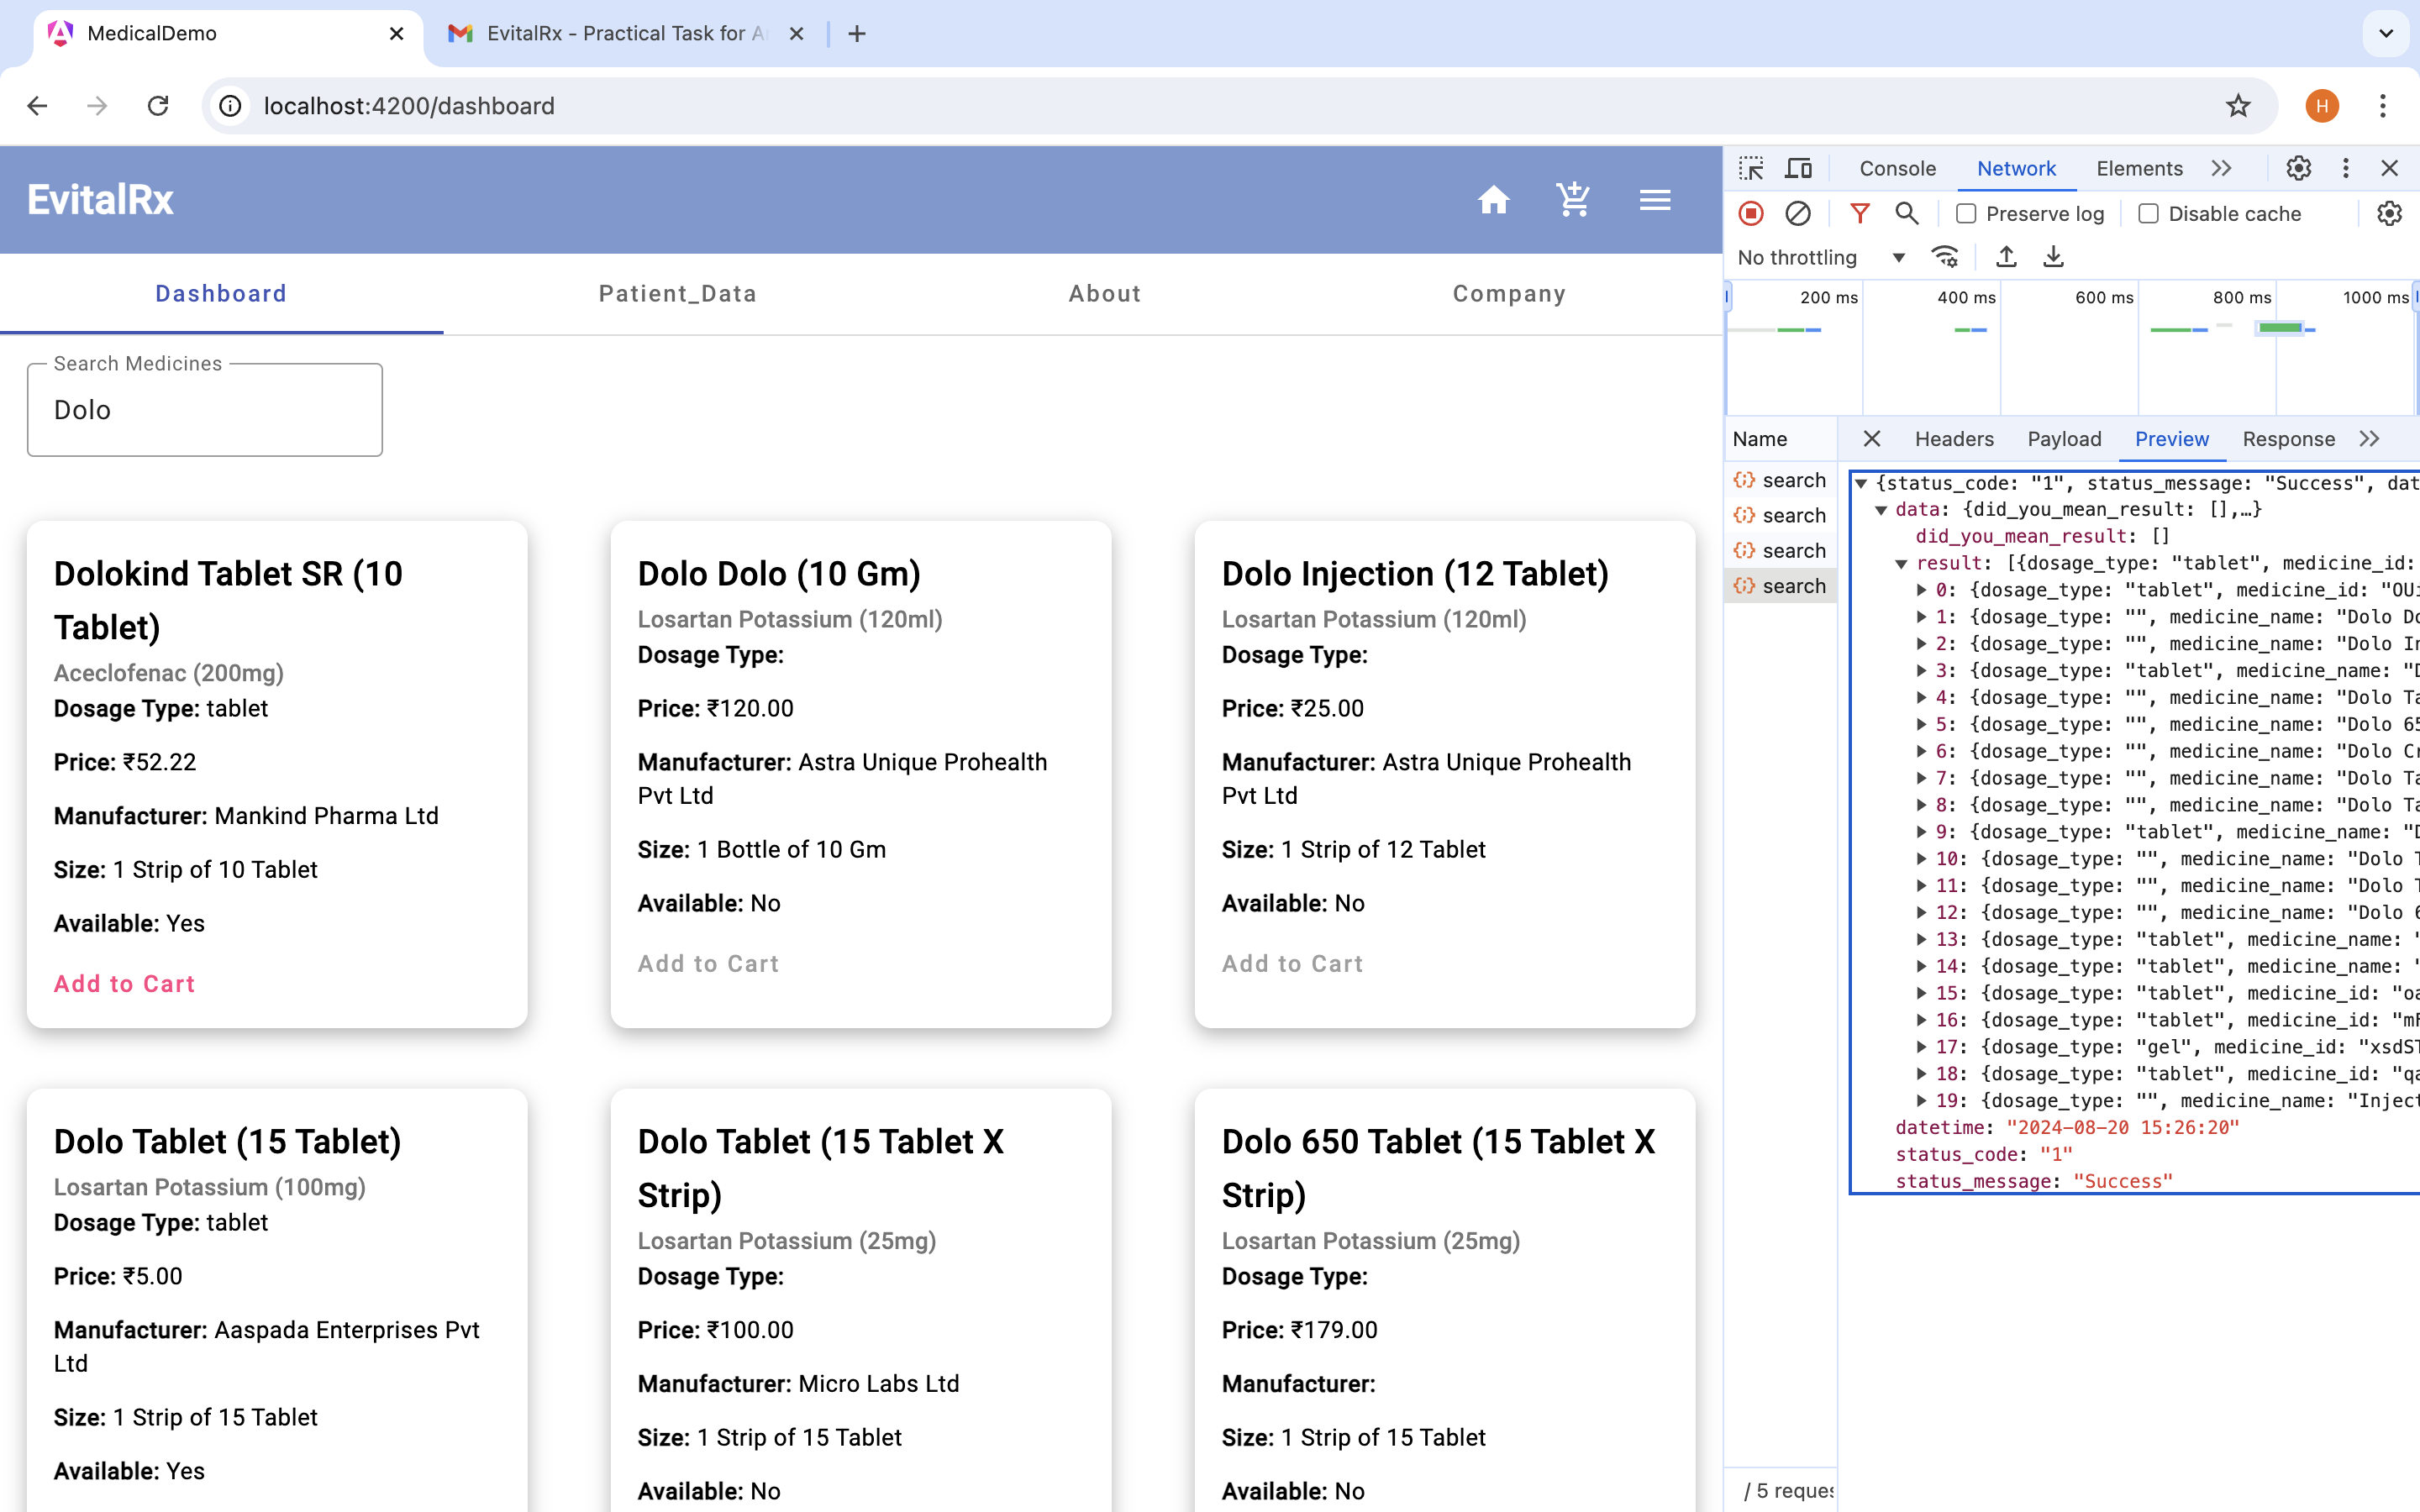 MedicalDemo
EvitalRx - Practical Task for A
localhost:4200/dashboard
H
EvitalRx
Dashboard
Patient_Data
About
Company
Search Medicines
Dolo
Dolokind Tablet SR (10
Tablet)
Aceclofenac (200mg)
Dosage Type: tablet
Price: ₹52.22
Manufacturer: Mankind Pharma Ltd
Size: 1 Strip of 10 Tablet
Available: Yes
Add to Cart
Dolo Dolo (10 Gm)
Losartan Potassium (120ml)
Dosage Type:
Price: ₹120.00
Manufacturer: Astra Unique Prohealth
Pvt Ltd
Size: 1 Bottle of 10 Gm
Available: No
Add to Cart
Dolo Injection (12 Tablet)
Losartan Potassium (120ml)
Dosage Type:
Price: ₹25.00
Manufacturer: Astra Unique Prohealth
Pvt Ltd
Size: 1 Strip of 12 Tablet
Available: No
Add to Cart
Dolo Tablet (15 Tablet)
Losartan Potassium (100mg)
Dosage Type: tablet
Price: ₹5.00
Manufacturer: Aaspada Enterprises Pvt
Ltd
Size: 1 Strip of 15 Tablet
Available: Yes
Dolo Tablet (15 Tablet X
Strip)
Losartan Potassium (25mg)
Dosage Type:
Price: ₹100.00
Manufacturer: Micro Labs Ltd
Size: 1 Strip of 15 Tablet
Available: No
Dolo 650 Tablet (15 Tablet X
Strip)
Losartan Potassium (25mg)
Dosage Type:
Price: ₹179.00
Manufacturer:
Size: 1 Strip of 15 Tablet
Available: No
Console
Network
Elements
Preserve log
Disable cache
No throttling
200 ms
400 ms
600 ms
800 ms
1000 ms
Name
Headers
Payload
Preview
Response
search
search
search
search
{status_code: "1", status_message: "Success", dat
data: {did_you_mean_result: [],…}
did_you_mean_result: []
result: [{dosage_type: "tablet", medicine_id:
0: {dosage_type: "tablet", medicine_id: "OU
1: {dosage_type: "", medicine_name: "Dolo Do
2: {dosage_type: "", medicine_name: "Dolo In
3: {dosage_type: "tablet", medicine_name: "D
4: {dosage_type: "", medicine_name: "Dolo Ta
5: {dosage_type: "", medicine_name: "Dolo 65
6: {dosage_type: "", medicine_name: "Dolo Cr
7: {dosage_type: "", medicine_name: "Dolo Ta
8: {dosage_type: "", medicine_name: "Dolo Ta
9: {dosage_type: "tablet", medicine_name: "D
10: {dosage_type: "", medicine_name: "Dolo T
11: {dosage_type: "", medicine_name: "Dolo T
12: {dosage_type: "", medicine_name: "Dolo 6
13: {dosage_type: "tablet", medicine_name: "
14: {dosage_type: "tablet", medicine_name: "
15: {dosage_type: "tablet", medicine_id: "oa
16: {dosage_type: "tablet", medicine_id: "m
17: {dosage_type: "gel", medicine_id: "xsdST
18: {dosage_type: "tablet", medicine_id: "qa
19: {dosage_type: "", medicine_name: "Inject
datetime: "2024-08-20 15:26:20"
status_code: "1"
status_message: "Success"
/ 5 reques